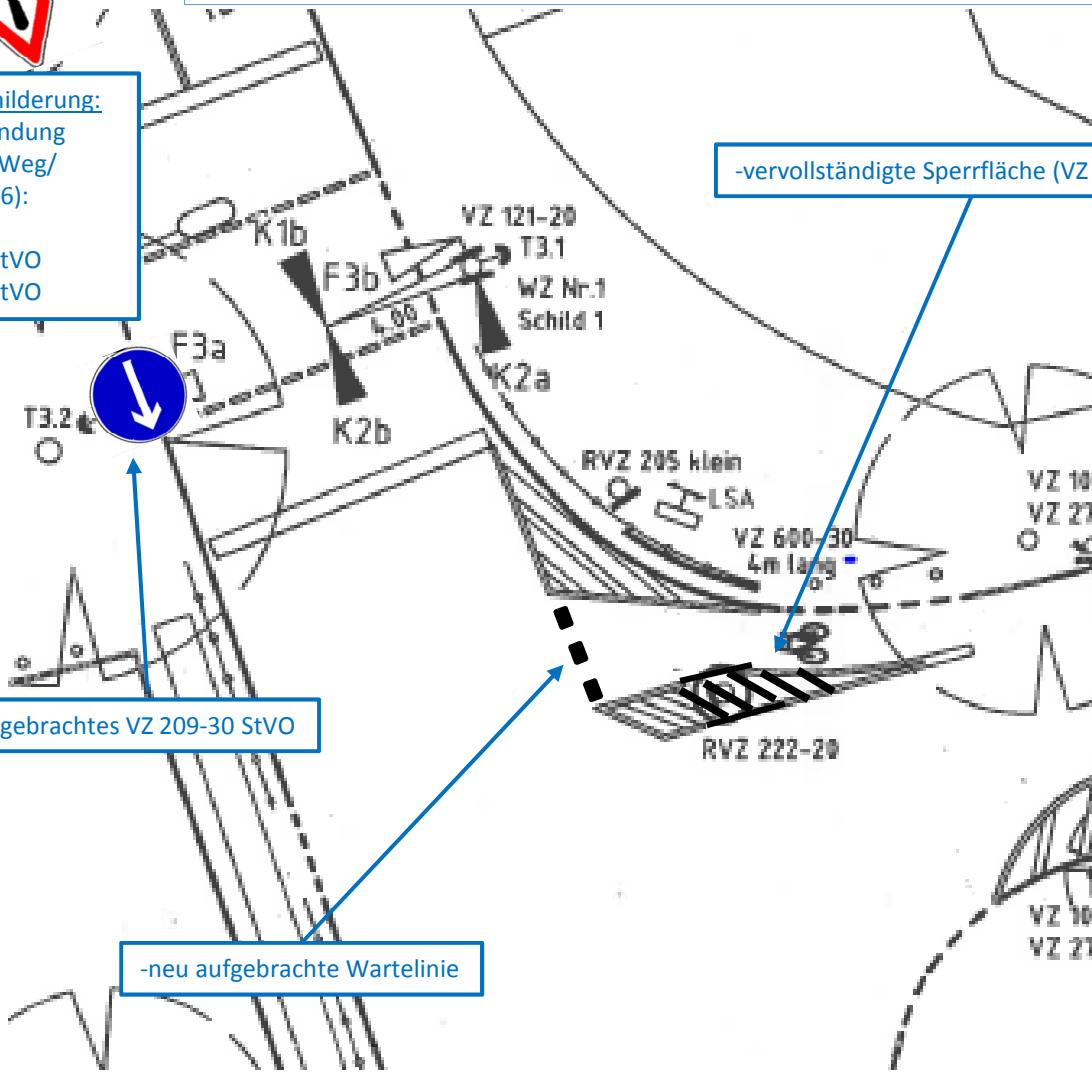 hilderung:
ndung
Weg/
6):
tVO
tVO
-vervollständigte Sperrfläche (VZ
VZ 121-20
T3.1
K1b
F3b
WZ Nr.1
Schild 1
4.00
F3a
K2a
T3.2
K2b
RVZ 205 klein
LSA
VZ 10
VZ 27
VZ 600-30
4m lang
gebrachtes VZ 209-30 StVO
RVZ 222-20
VZ 10
VZ 27
-neu aufgebrachte Wartelinie